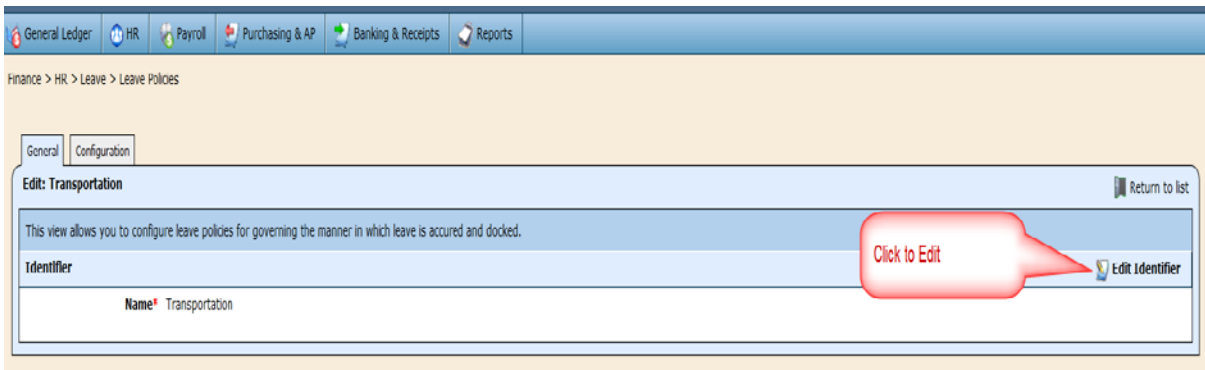 General Ledger HR Payroll Purchasing & AP Banking & Receipts Reports
Finance > HR > Leave > Leave Policies
General Configuration
Edit: Transportation Return to list
This view allows you to configure leave policies for governing the manner in which leave is accured and docked.
Click to Edit
Identifier Edit Identifier
Name* Transportation